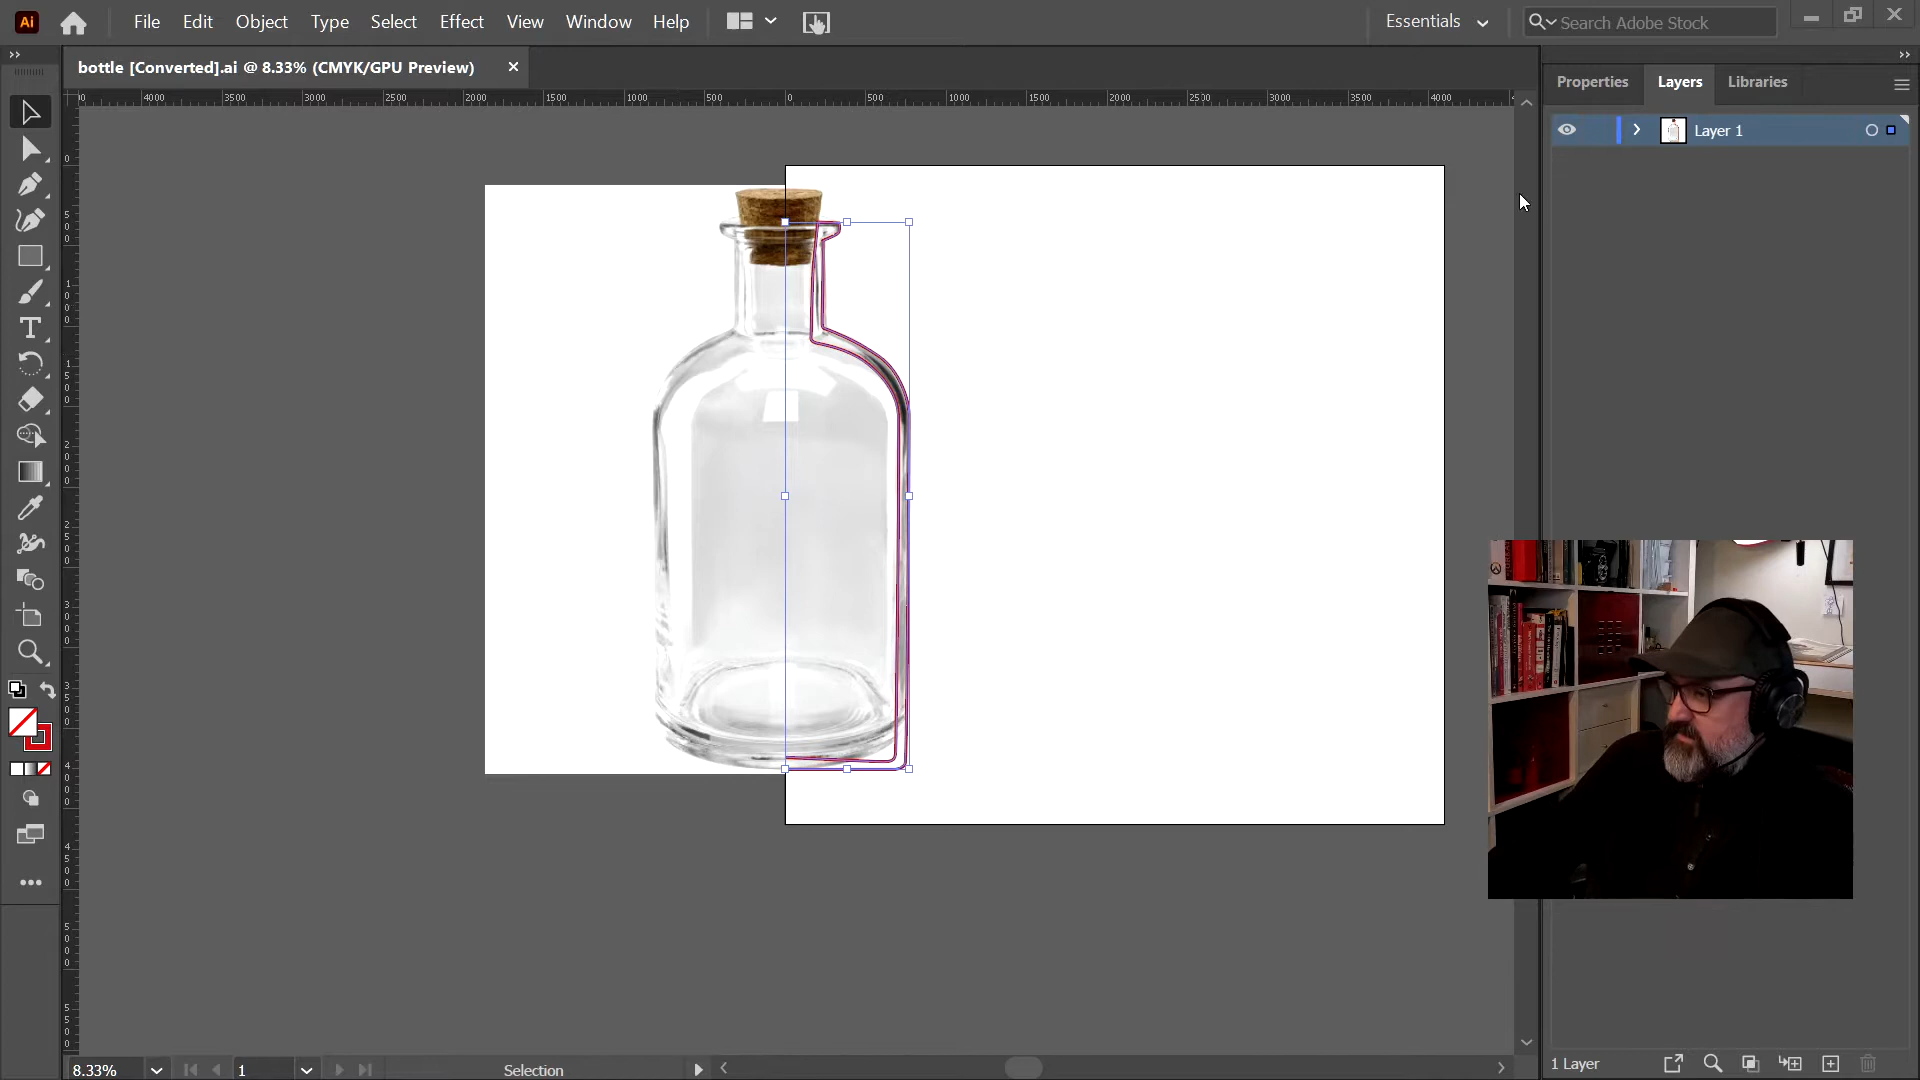 Ai File Edit Object Type Select Effect View Window Help Essentials Search Adobe Stock
bottle [Converted].ai @ 8.33% (CMYK/GPU Preview)
Properties Layers Libraries
4000 3500 3000 2500 2000 1500 1000 500 0 500 1000 1500 2000 2500 3000 3500 4000
Layer 1
8.33% 1 Selection
1 Layer